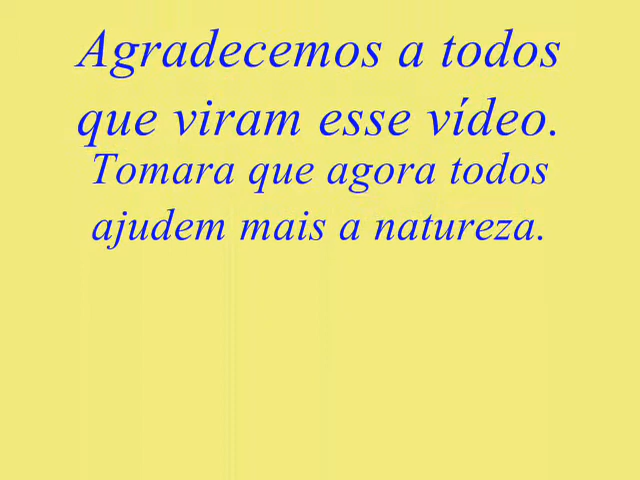 Agradecemos a todos
que viram esse vídeo.
Tomara que agora todos
ajudem mais a natureza.